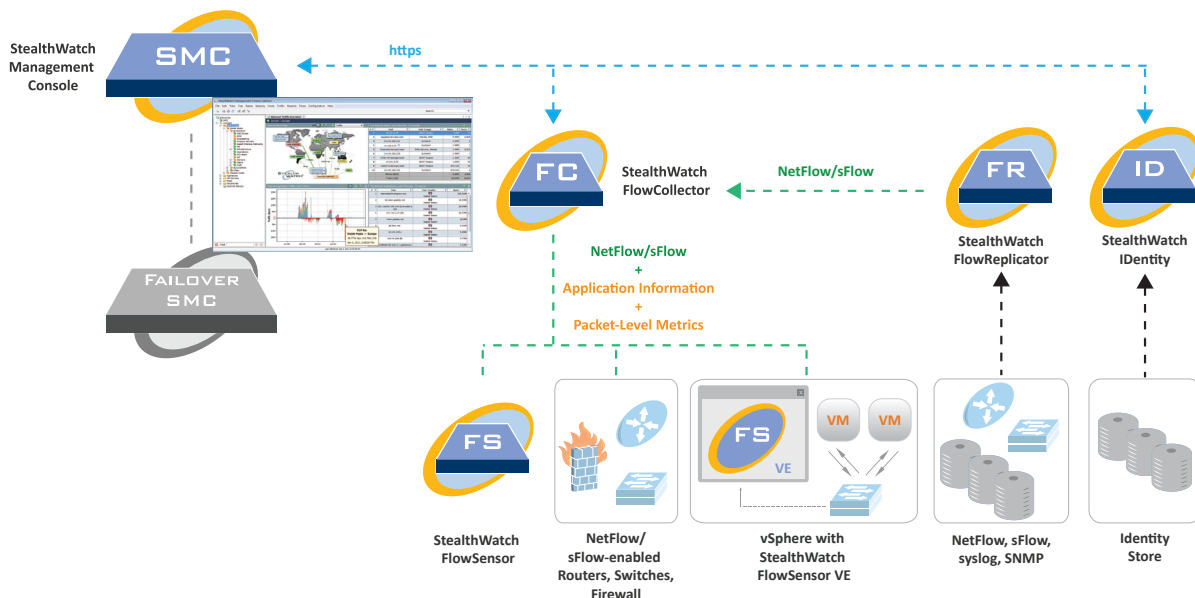 StealthWatch
Management
Console
SMC
https
FC
StealthWatch
FlowCollector
NetFlow/sFlow
FR
ID
StealthWatch
FlowReplicator
StealthWatch
IDentity
FAILOVER
SMC
NetFlow/sFlow
+
Application Information
+
Packet-Level Metrics
FS
FS
VE
VM
VM
StealthWatch
FlowSensor
NetFlow/
sFlow-enabled
Routers, Switches,
Firewall
vSphere with
StealthWatch
FlowSensor VE
NetFlow, sFlow,
syslog, SNMP
Identity
Store